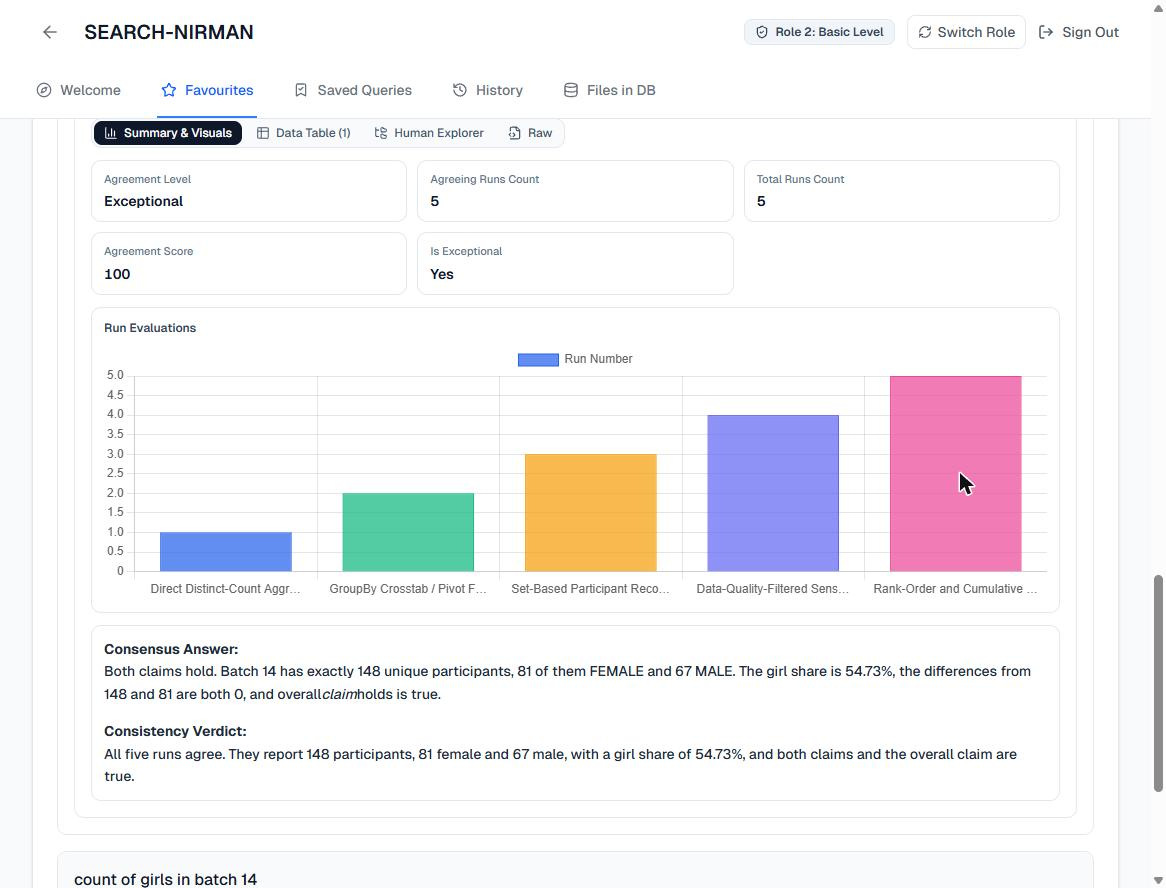 SEARCH-NIRMAN
Role 2: Basic Level
Switch Role
Sign Out
Welcome
Favourites
Saved Queries
History
Files in DB
Summary & Visuals
Data Table (1)
Human Explorer
Raw
Agreement Level
Exceptional
Agreeing Runs Count
5
Total Runs Count
5
Agreement Score
100
Is Exceptional
Yes
Run Evaluations
Run Number
5.0
4.5
4.0
3.5
3.0
2.5
2.0
1.5
1.0
0.5
0
Direct Distinct-Count Aggr...
GroupBy Crosstab / Pivot F...
Set-Based Participant Reco...
Data-Quality-Filtered Sens...
Rank-Order and Cumulative ...
Consensus Answer:
Both claims hold. Batch 14 has exactly 148 unique participants, 81 of them FEMALE and 67 MALE. The girl share is 54.73%, the differences from
148 and 81 are both 0, and overallclaimholds is true.
Consistency Verdict:
All five runs agree. They report 148 participants, 81 female and 67 male, with a girl share of 54.73%, and both claims and the overall claim are
true.
count of girls in batch 14